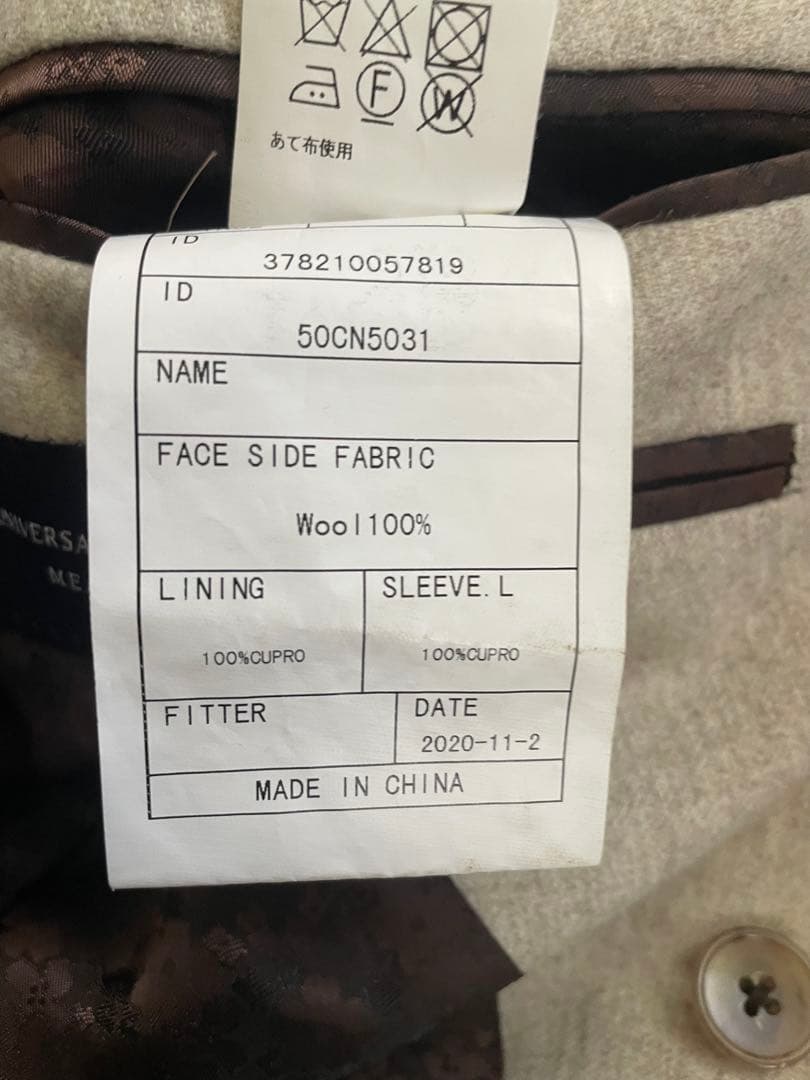 F
W
あて布使用
ID
378210057819
ID
50CN5031
NAME
FACE SIDE FABRIC
Wool100%
LINING
SLEEVE.L
100%CUPRO
100%CUPRO
FITTER
DATE
2020-11-2
MADE IN CHINA